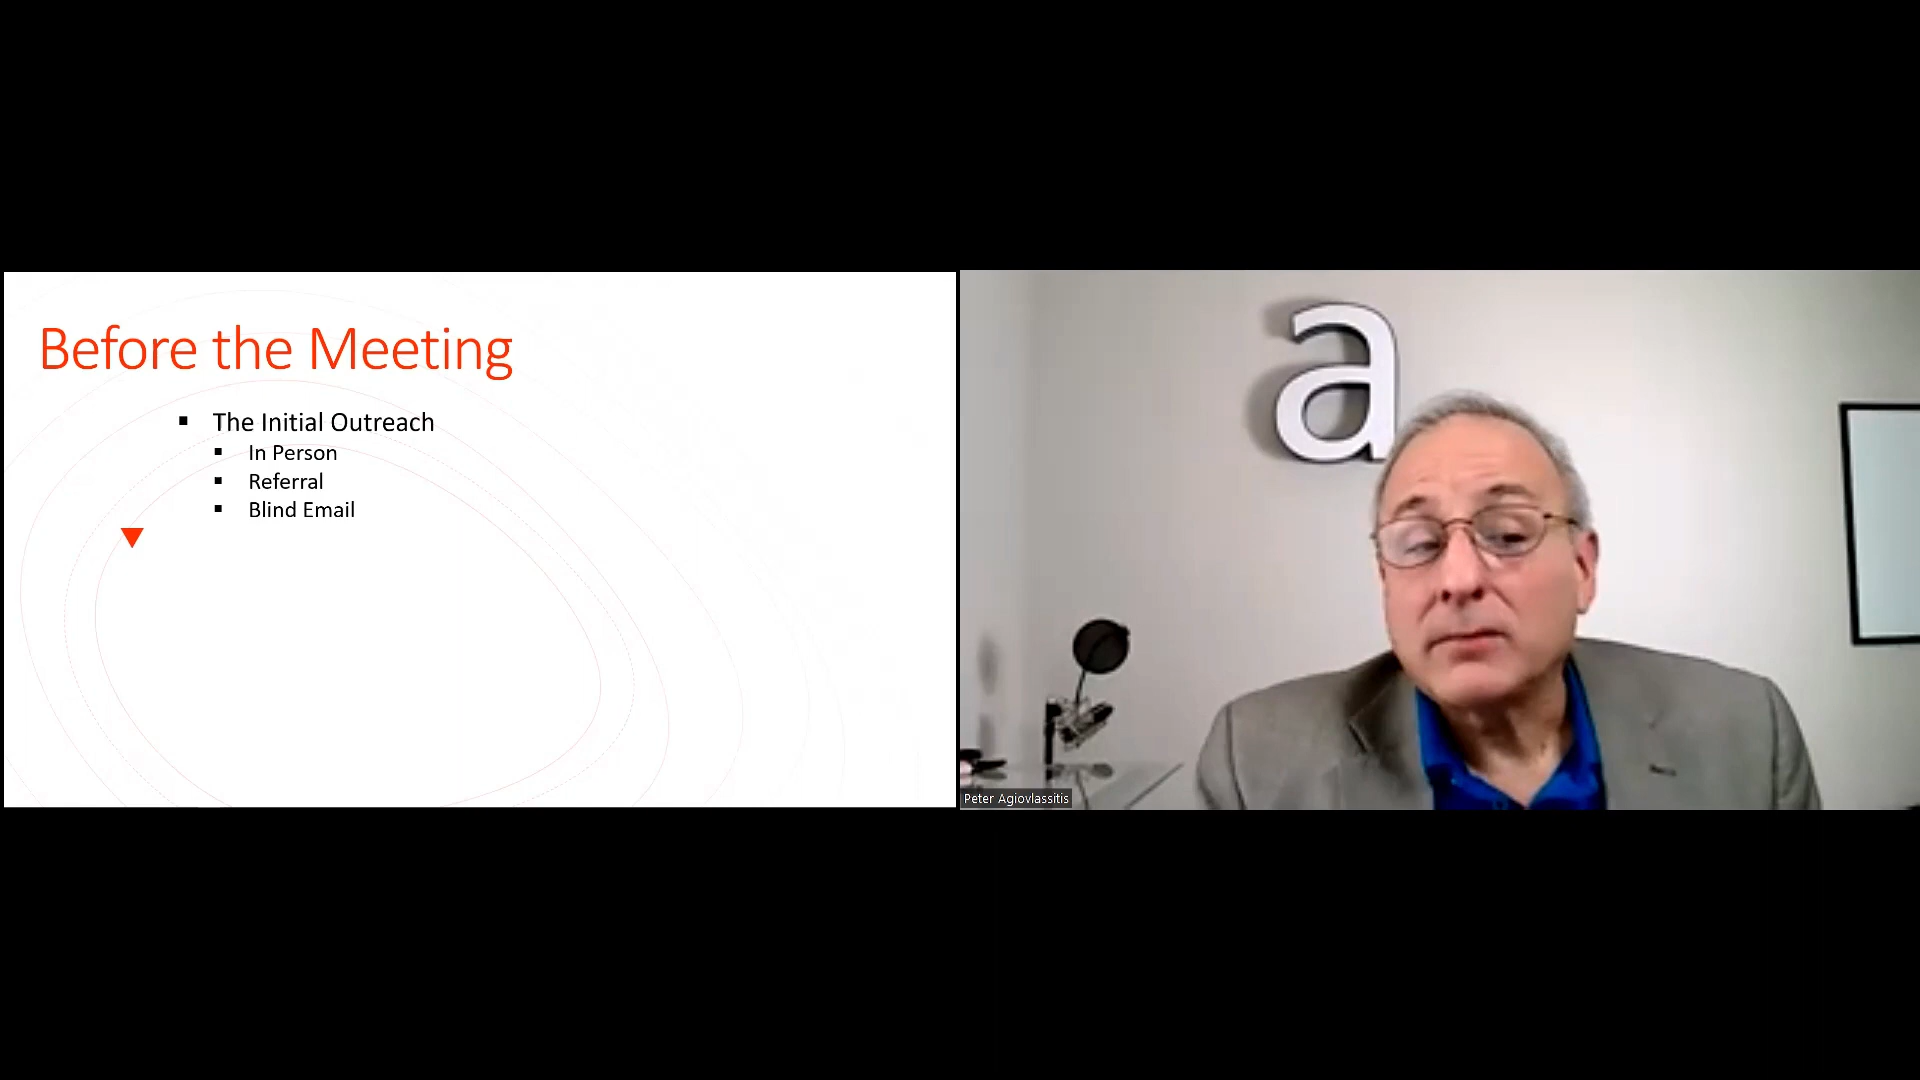 Before the Meeting
▪ The Initial Outreach
▪ In Person
▪ Referral
▪ Blind Email
a
Peter Agiovlassitis